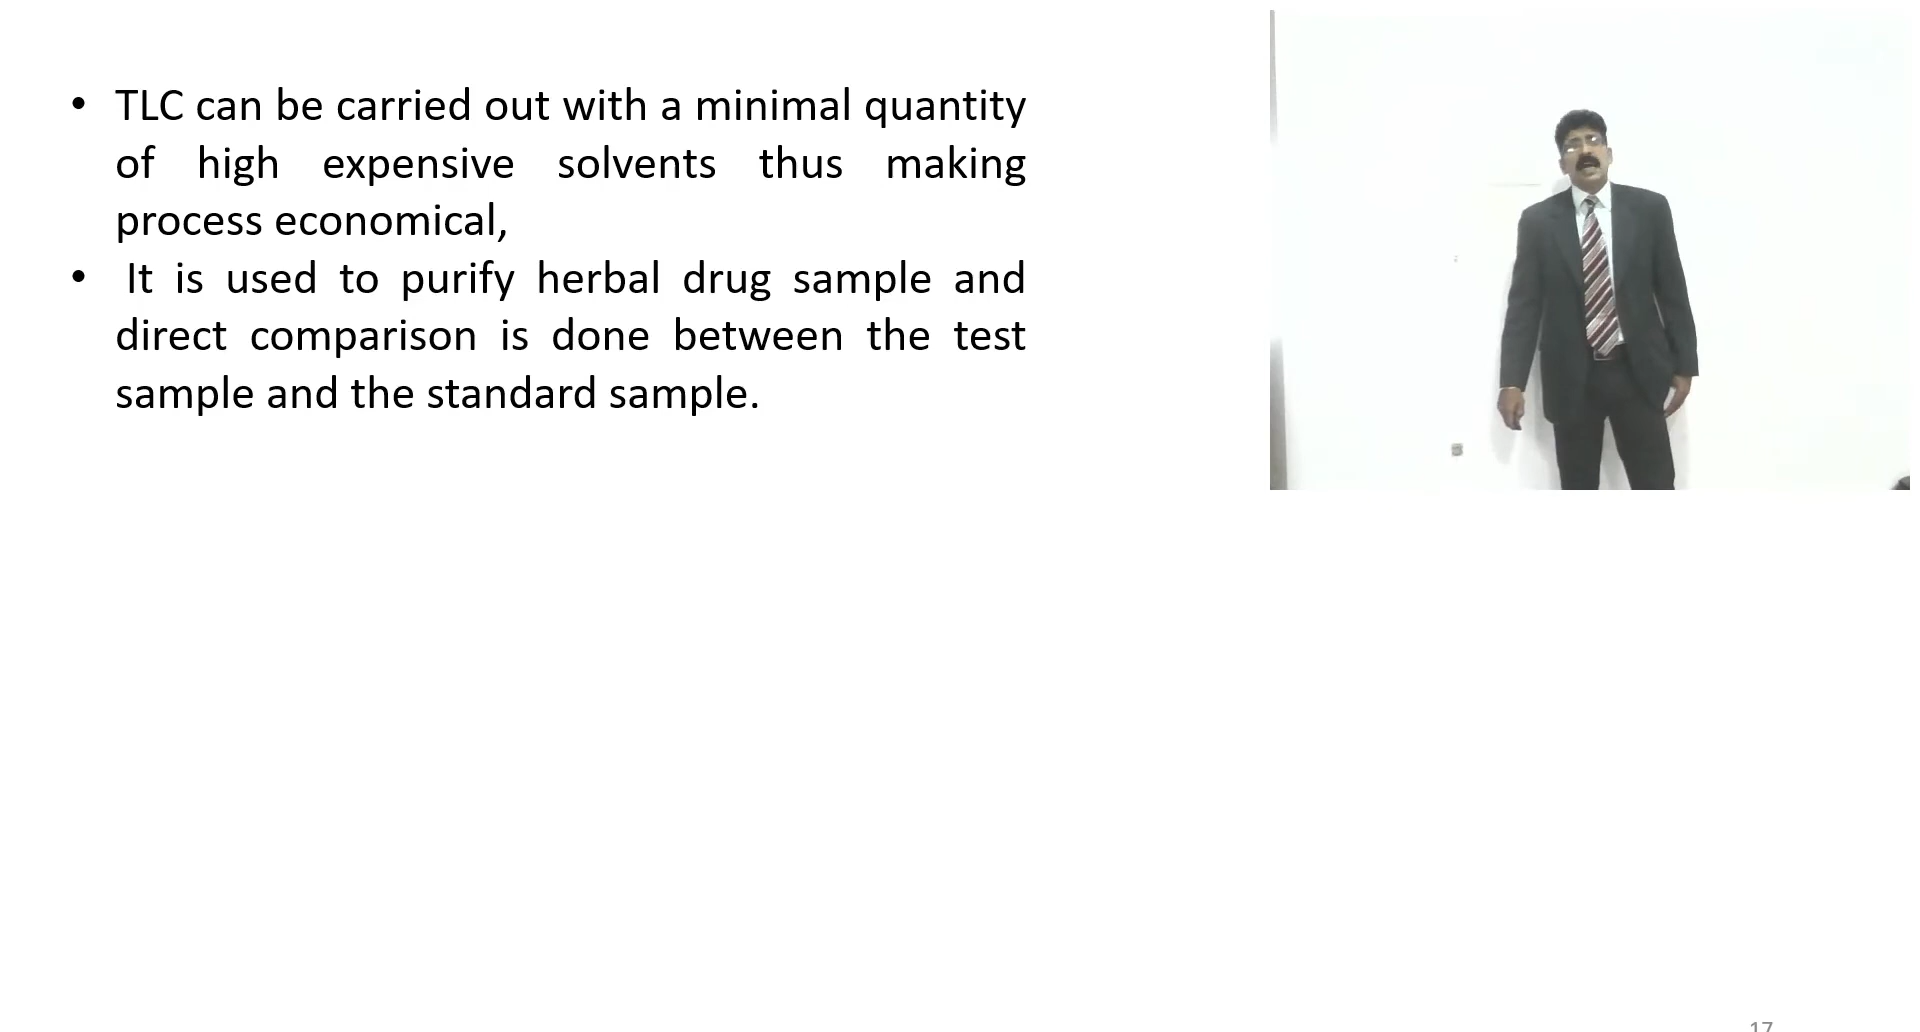 • TLC can be carried out with a minimal quantity
of high expensive solvents thus making
process economical,
• It is used to purify herbal drug sample and
direct comparison is done between the test
sample and the standard sample.
17